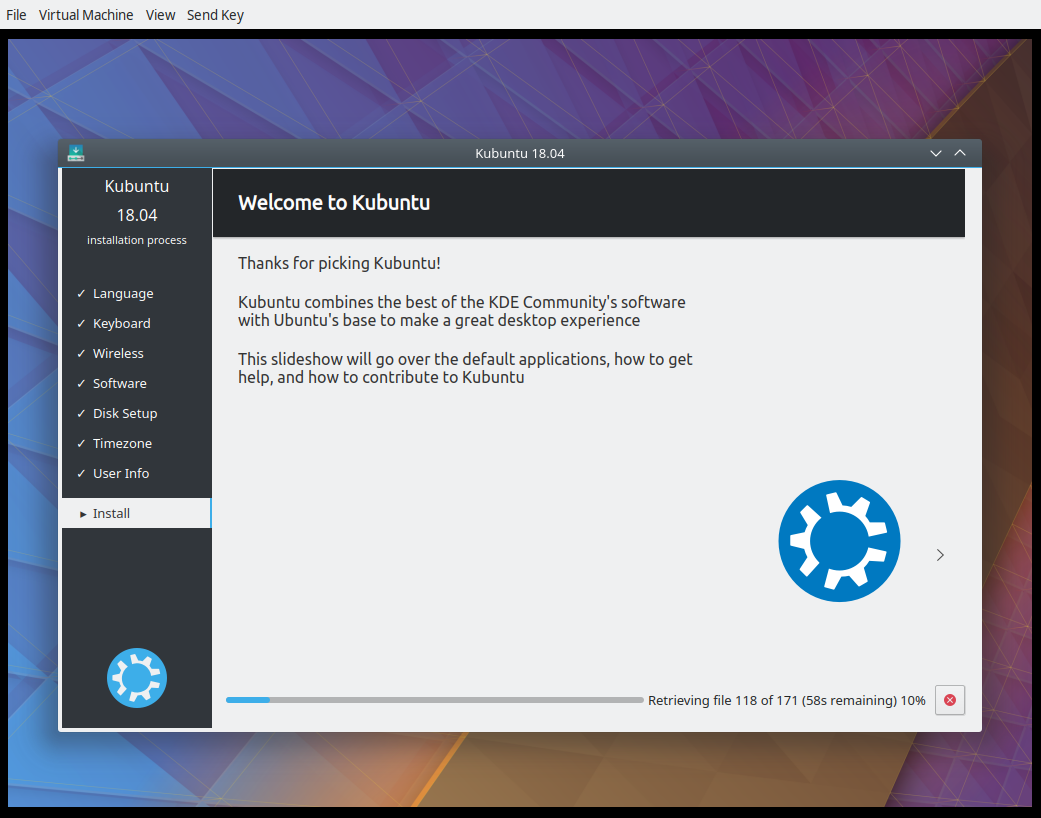 File Virtual Machine View Send Key
Kubuntu 18.04
Kubuntu
18.04
installation process
✓ Language
✓ Keyboard
✓ Wireless
✓ Software
✓ Disk Setup
✓ Timezone
✓ User Info
▸ Install
Welcome to Kubuntu
Thanks for picking Kubuntu!
Kubuntu combines the best of the KDE Community's software
with Ubuntu's base to make a great desktop experience
This slideshow will go over the default applications, how to get
help, and how to contribute to Kubuntu
Retrieving file 118 of 171 (58s remaining) 10%